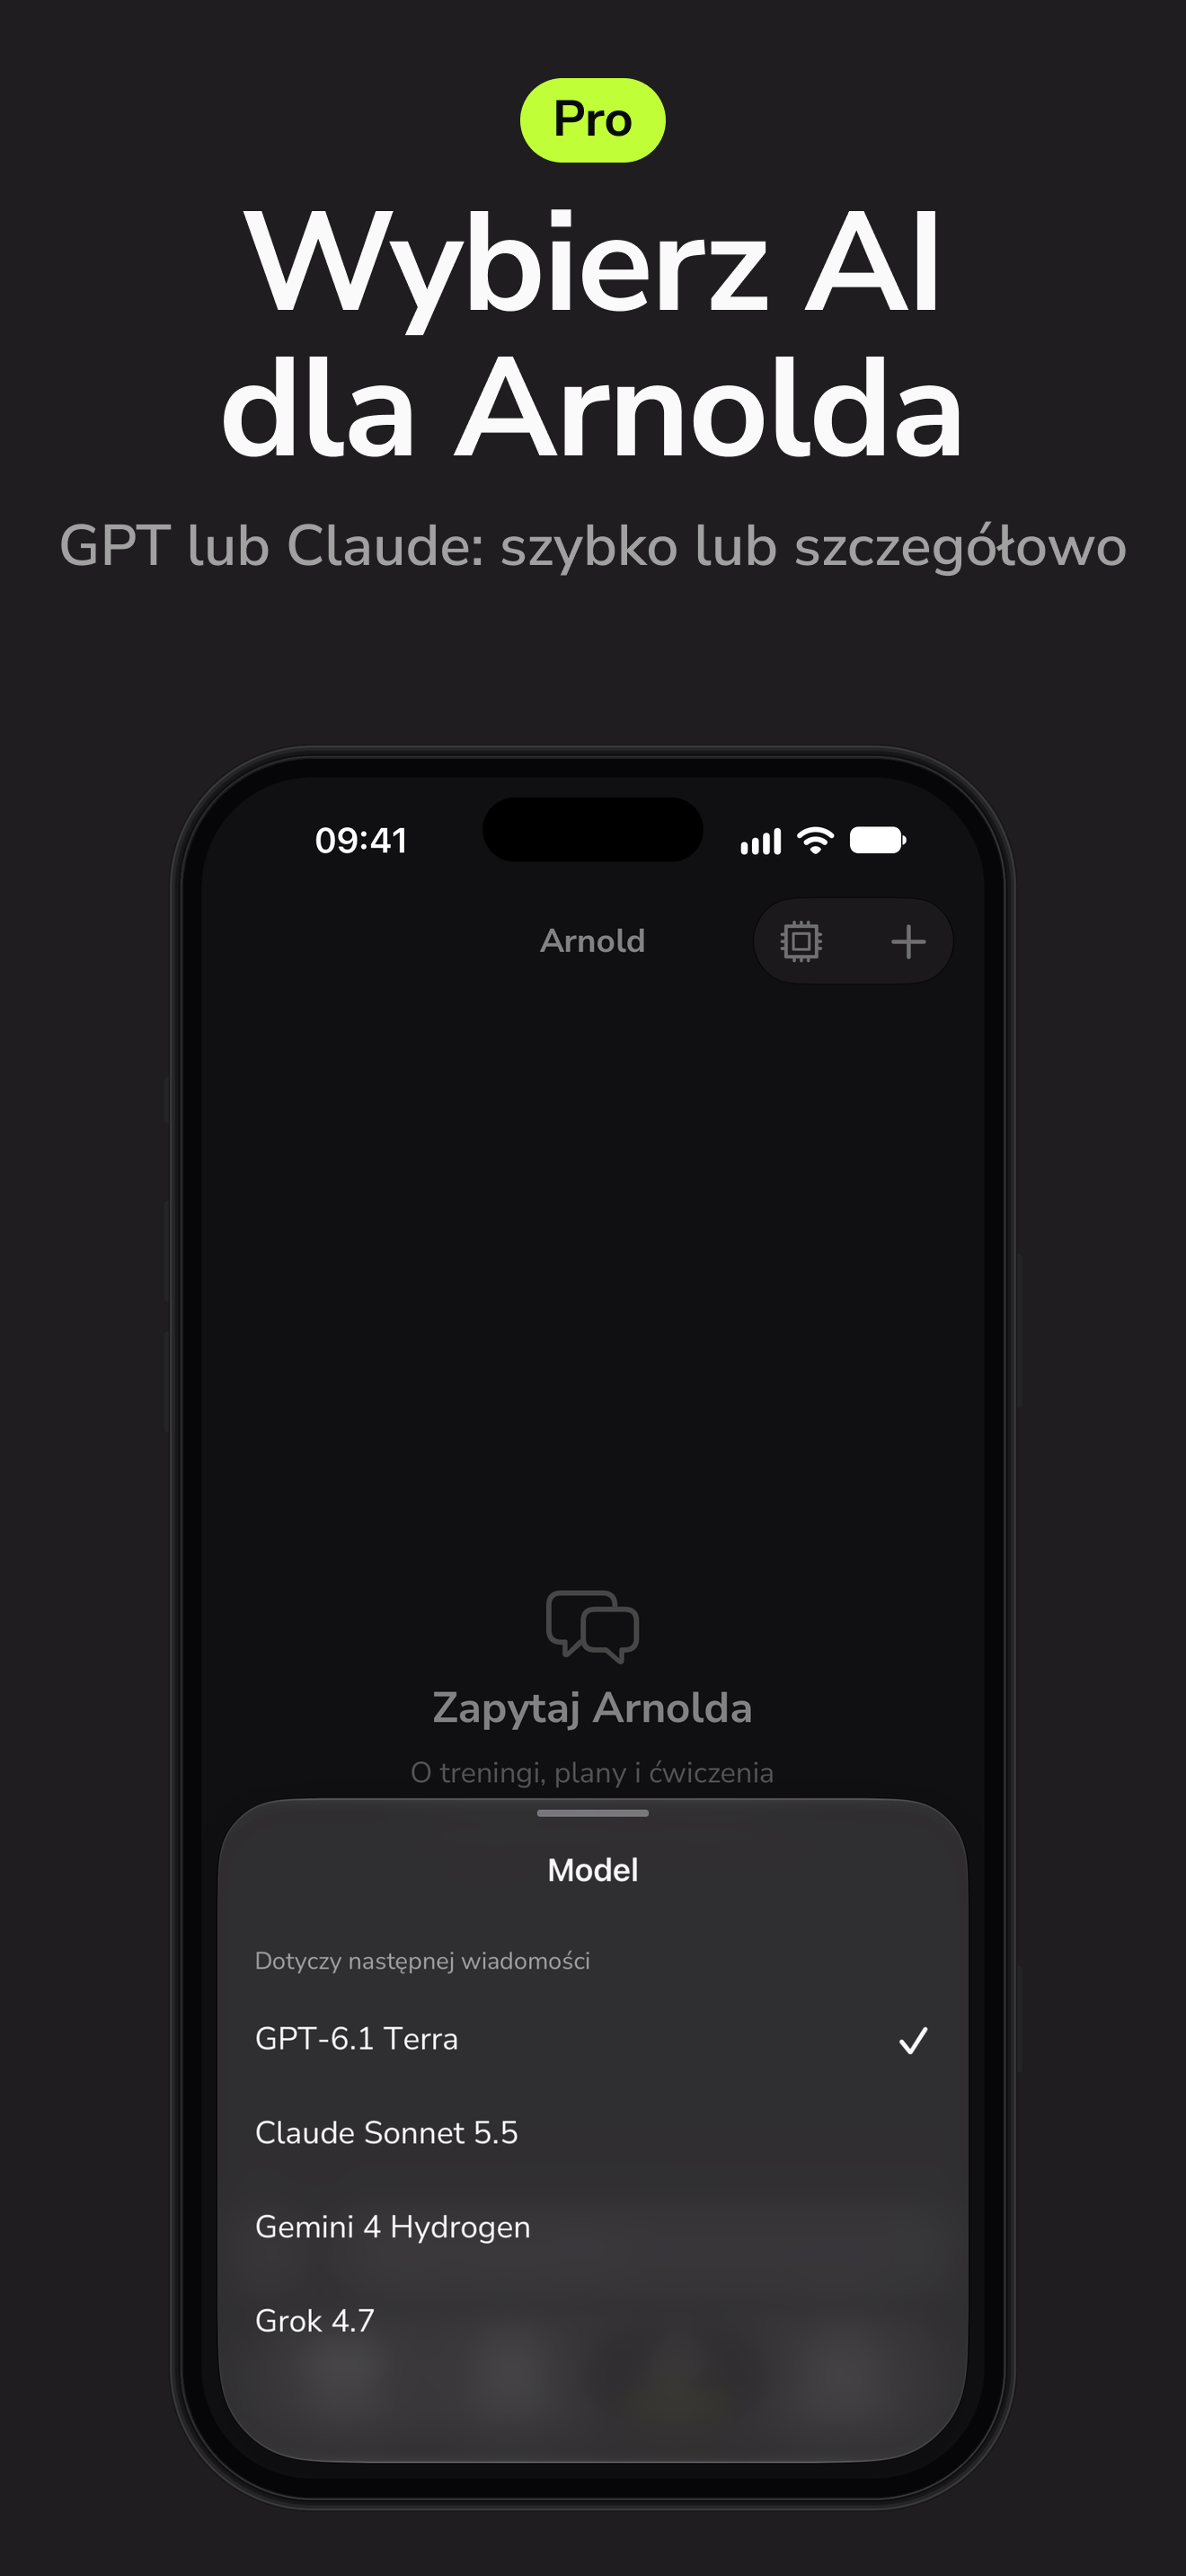 Pro
Wybierz AI
dla Arnolda
GPT lub Claude: szybko lub szczegółowo
09:41
Arnold
Zapytaj Arnolda
O treningi, plany i ćwiczenia
Model
Dotyczy następnej wiadomości
GPT-6.1 Terra
Claude Sonnet 5.5
Gemini 4 Hydrogen
Grok 4.7